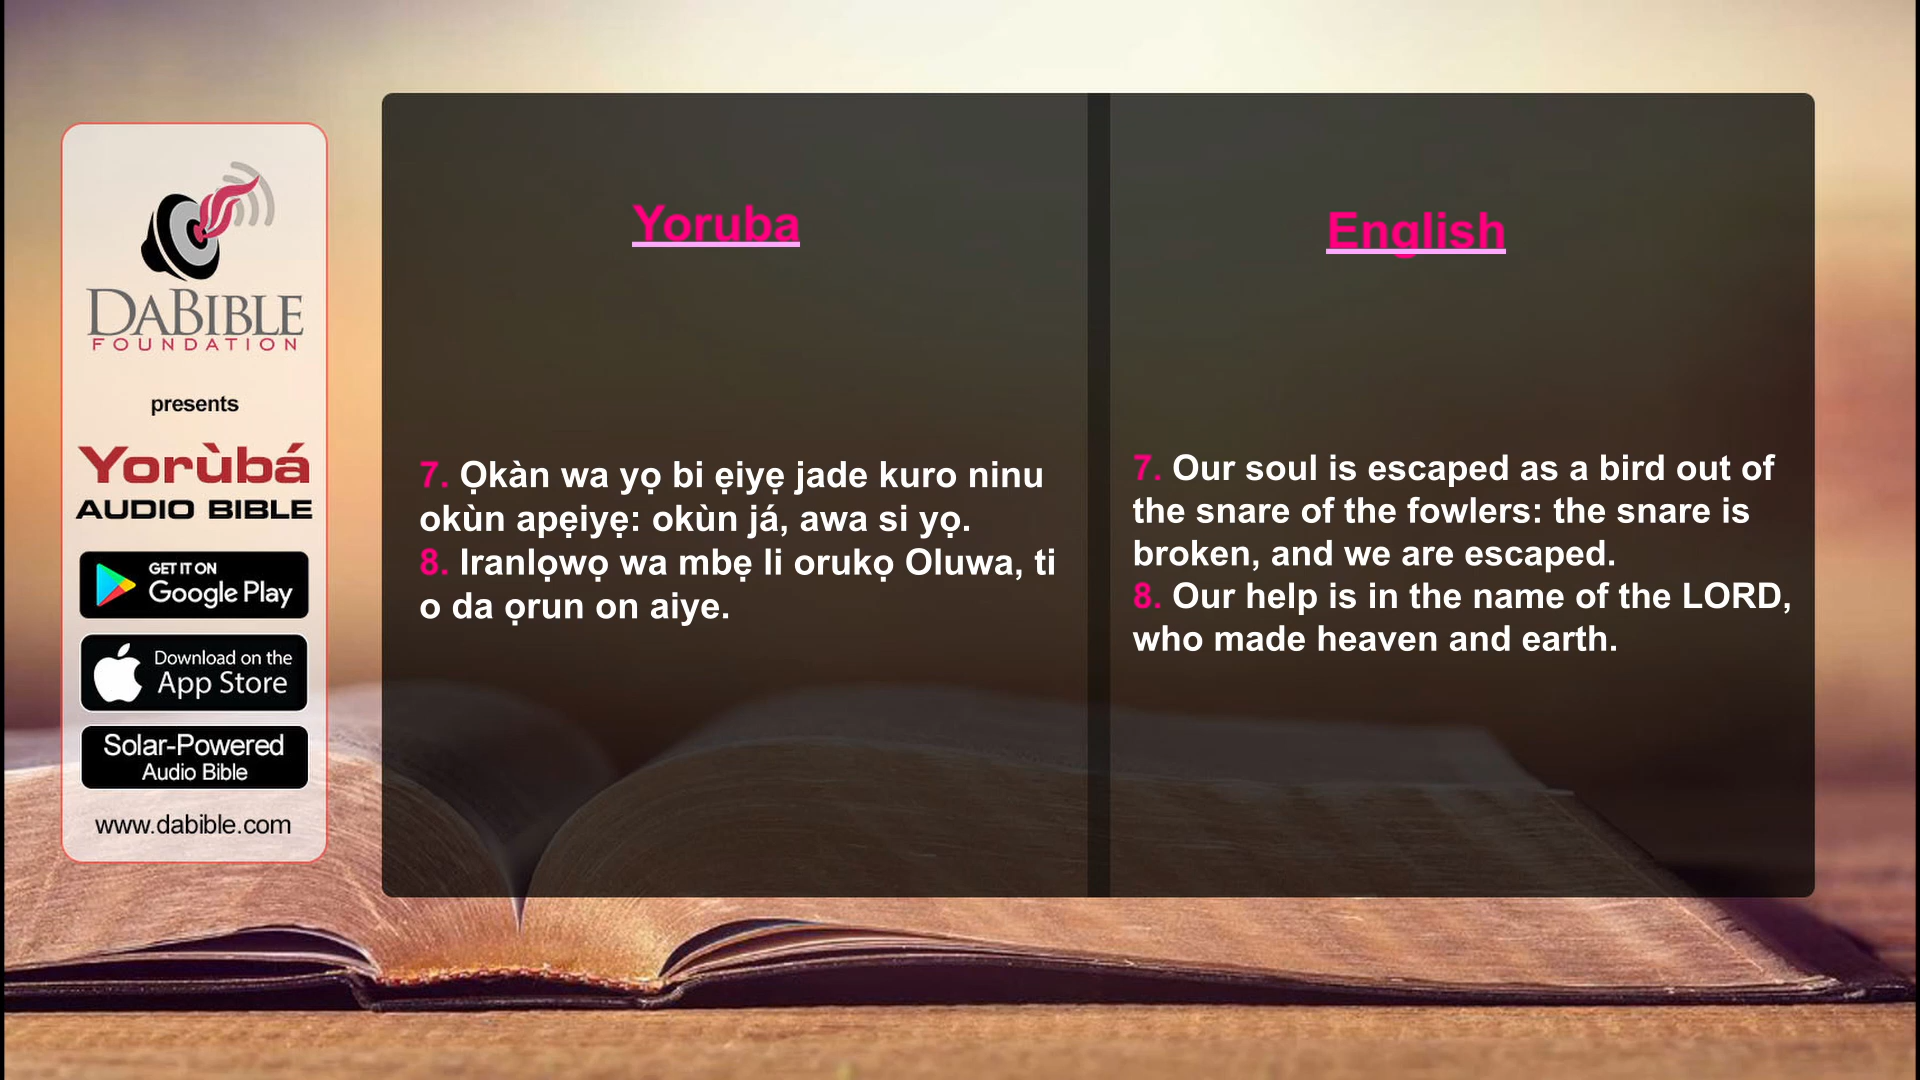 DABIBLE
FOUNDATION
presents
Yorùbá
AUDIO BIBLE
GET IT ON
Google Play
Download on the
App Store
Solar-Powered
Audio Bible
www.dabible.com
Yoruba
7. Ọkàn wa yọ bi ẹiyẹ jade kuro ninu
okùn apẹiyẹ: okùn já, awa si yọ.
8. Iranlọwọ wa mbẹ li orukọ Oluwa, ti
o da ọrun on aiye.
English
7. Our soul is escaped as a bird out of
the snare of the fowlers: the snare is
broken, and we are escaped.
8. Our help is in the name of the LORD,
who made heaven and earth.